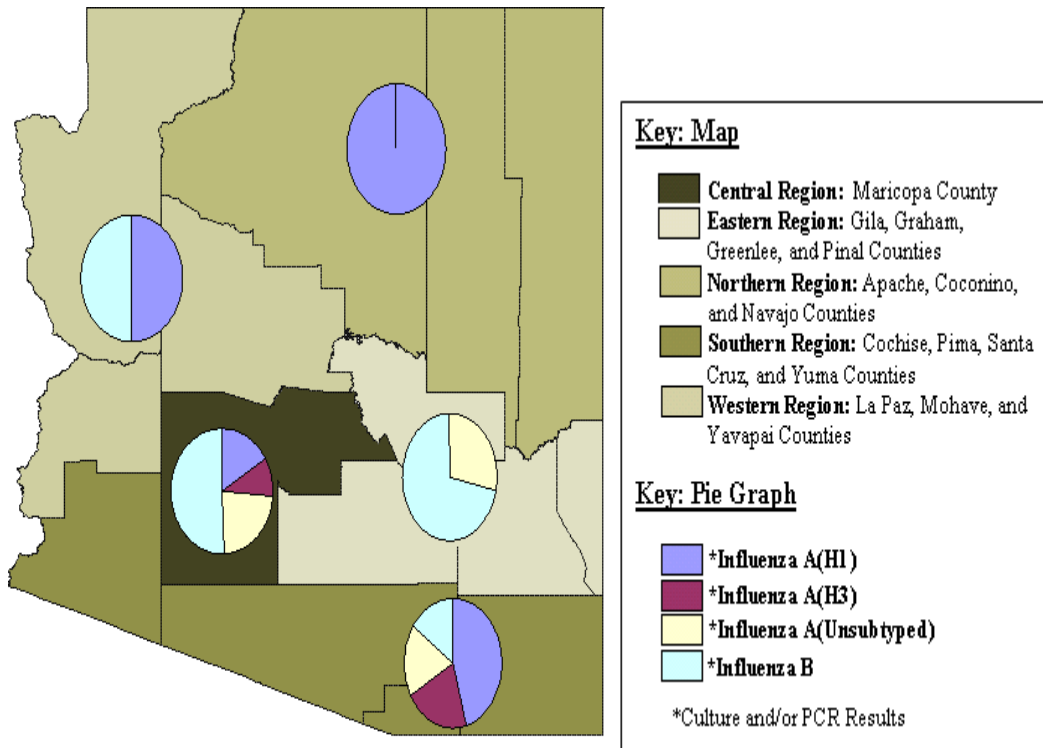 Key: Map
Central Region: Maricopa County
Eastern Region: Gila, Graham,
Greenlee, and Pinal Counties
Northern Region: Apache, Coconino,
and Navajo Counties
Southern Region: Cochise, Pima, Santa
Cruz, and Yuma Counties
Western Region: La Paz, Mohave, and
Yavapai Counties
Key: Pie Graph
*Influenza A(H1)
*Influenza A(H3)
*Influenza A(Unsubtyped)
*Influenza B
*Culture and/or PCR Results